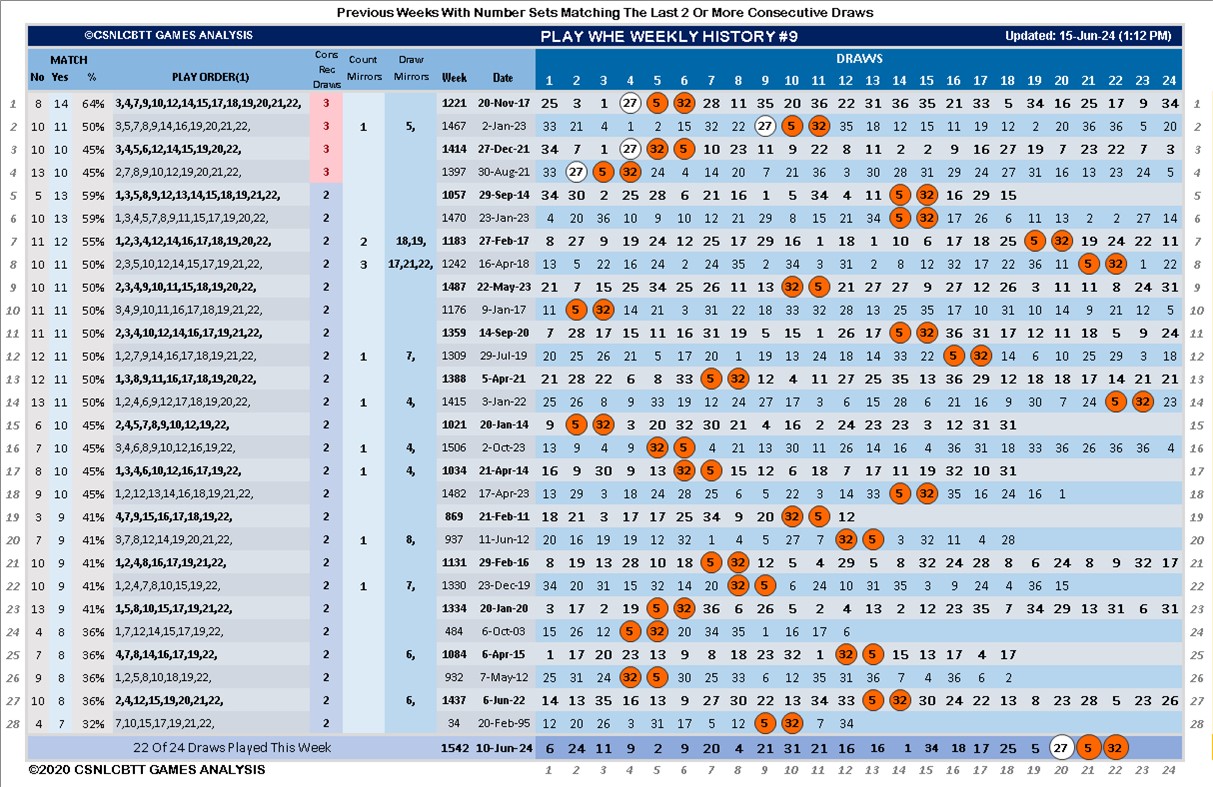 Previous Weeks With Number Sets Matching The Last 2 Or More Consecutive Draws
©CSNLCBTT GAMES ANALYSIS PLAY WHE WEEKLY HISTORY #9 Updated: 15-Jun-24 (1:12 PM)
MATCH Cons Count Draw DRAWS
No Yes % PLAY ORDER(1) Rec Draws Mirrors Mirrors Week Date 1 2 3 4 5 6 7 8 9 10 11 12 13 14 15 16 17 18 19 20 21 22 23 24
1 8 14 64% 3,4,7,9,10,12,14,15,17,18,19,20,21,22, 3 1221 20-Nov-17 25 3 1 27 5 32 28 11 35 20 36 22 31 36 35 21 33 5 34 16 25 17 9 34 1
2 10 11 50% 3,5,7,8,9,14,16,19,20,21,22, 3 1 5, 1467 2-Jan-23 33 21 4 1 2 15 32 22 27 5 32 35 18 12 15 11 19 12 2 20 36 36 5 20 2
3 10 10 45% 3,4,5,6,12,14,15,19,20,22, 3 1414 27-Dec-21 34 7 1 27 32 5 10 23 11 9 22 8 11 2 2 9 16 27 19 7 23 22 7 3 3
4 13 10 45% 2,7,8,9,10,12,19,20,21,22, 3 1397 30-Aug-21 33 27 5 32 24 4 14 20 7 21 36 3 30 28 31 29 24 28 21 16 13 23 24 5 4
5 5 13 59% 1,3,5,8,9,12,13,14,15,18,19,21,22, 2 1057 29-Sep-14 34 30 2 25 28 6 21 16 1 5 34 4 11 5 32 16 29 15 5
6 10 13 59% 1,3,4,5,7,8,9,11,15,17,19,20,22, 2 1470 23-Jan-23 4 20 36 10 9 10 12 21 29 8 15 21 34 5 32 17 26 6 11 13 2 2 27 14 6
7 11 12 55% 1,2,3,4,12,14,16,17,18,19,20,22, 2 2 18,19, 1183 27-Feb-17 8 27 9 19 24 12 25 17 29 16 1 18 1 10 6 17 18 25 5 32 19 24 22 11 7
8 10 11 50% 2,3,5,10,12,14,15,17,19,21,22, 2 3 17,21,22, 1242 16-Apr-18 13 5 22 16 24 2 24 35 2 34 3 31 2 8 12 32 17 22 36 11 5 32 1 22 8
9 10 11 50% 2,3,4,9,10,11,15,18,19,20,22, 2 1487 22-May-23 21 7 15 25 34 25 26 11 13 32 5 21 27 27 9 27 12 26 3 11 11 8 24 31 9
10 11 11 50% 3,4,9,10,11,16,17,18,19,21,22, 2 1176 9-Jan-17 11 5 32 14 21 3 31 22 18 33 32 28 13 25 35 17 10 31 10 14 9 21 12 5 10
11 11 11 50% 2,3,4,10,12,14,16,17,19,21,22, 2 1359 14-Sep-20 7 28 17 15 11 16 31 19 5 15 1 26 17 5 32 36 31 17 12 11 18 5 9 24 11
12 12 11 50% 1,2,7,9,14,16,17,18,19,21,22, 2 1 7, 1309 29-Jul-19 20 25 26 21 5 17 20 1 19 13 24 18 14 33 22 5 32 14 6 10 25 29 3 18 12
13 12 11 50% 1,3,8,9,11,16,17,18,19,20,22, 2 1388 5-Apr-21 21 28 22 6 8 33 5 32 12 4 11 27 25 35 13 36 29 12 18 18 17 14 21 21 13
14 13 11 50% 1,2,4,6,9,12,17,18,19,20,22, 2 1 4, 1415 3-Jan-22 25 26 8 9 33 19 12 24 27 17 3 6 15 28 6 21 16 9 30 7 24 5 32 23 14
15 6 10 45% 2,4,5,7,8,9,10,12,19,22, 2 1021 20-Jan-14 9 5 32 3 20 32 30 21 4 16 2 24 23 23 3 12 31 31 15
16 7 10 45% 3,4,6,8,9,10,12,16,19,22, 2 1 4, 1506 2-Oct-23 13 9 4 9 32 5 4 21 13 30 11 26 14 16 4 36 31 18 33 36 26 36 36 4 16
17 8 10 45% 1,3,4,6,10,12,16,17,19,22, 2 1 4, 1034 21-Apr-14 16 9 30 9 13 32 5 15 12 6 18 7 14 11 19 32 10 31 17
18 9 10 45% 1,2,12,13,14,16,18,19,21,22, 2 1482 17-Apr-23 13 29 3 18 24 28 25 6 5 22 3 14 33 5 32 35 16 24 16 1 18
19 3 9 41% 4,7,9,15,16,17,18,19,22, 2 869 21-Feb-11 18 21 3 17 17 25 34 9 20 32 5 12 19
20 7 9 41% 3,7,8,12,14,19,20,21,22, 2 1 8, 937 11-Jun-12 20 16 19 19 12 32 1 4 5 27 7 32 5 3 32 11 4 28 20
21 10 9 41% 1,2,4,8,16,17,19,21,22, 2 1131 29-Feb-16 8 19 13 28 10 18 5 32 12 5 4 29 5 8 32 24 28 8 6 24 8 9 32 17 21
22 10 9 41% 1,2,4,7,8,10,15,19,22, 2 1 7, 1330 23-Dec-19 34 20 31 15 32 14 20 32 5 6 24 10 31 35 3 9 24 4 36 15 22
23 13 9 41% 1,5,8,10,15,17,19,21,22, 2 1334 20-Jan-20 3 17 2 19 5 32 36 6 26 5 2 4 13 2 12 23 35 7 34 29 13 31 6 31 23
24 4 8 36% 1,7,12,14,15,17,19,22, 2 484 6-Oct-03 15 26 12 5 32 20 34 35 1 16 17 6 24
25 7 8 36% 4,7,8,14,16,17,19,22, 2 6, 1084 6-Apr-15 1 17 20 23 13 9 8 18 23 32 1 32 5 15 13 17 4 17 25
26 9 8 36% 1,2,5,8,10,18,19,22, 2 932 7-May-12 25 31 24 32 5 30 25 33 6 12 35 31 36 7 4 36 6 2 26
27 10 8 36% 2,4,12,15,19,20,21,22, 2 6, 1437 6-Jun-22 14 13 35 16 13 9 27 30 22 13 34 33 5 32 30 24 22 13 8 23 28 5 23 26 27
28 4 7 32% 7,10,15,17,19,21,22, 2 34 20-Feb-95 12 20 26 3 31 17 5 12 5 32 7 34 28
22 Of 24 Draws Played This Week 1542 10-Jun-24 6 24 11 9 2 9 20 4 21 31 21 16 16 1 34 18 17 25 5 27 5 32
©2020 CSNLCBTT GAMES ANALYSIS 1 2 3 4 5 6 7 8 9 10 11 12 13 14 15 16 17 18 19 20 21 22 23 24